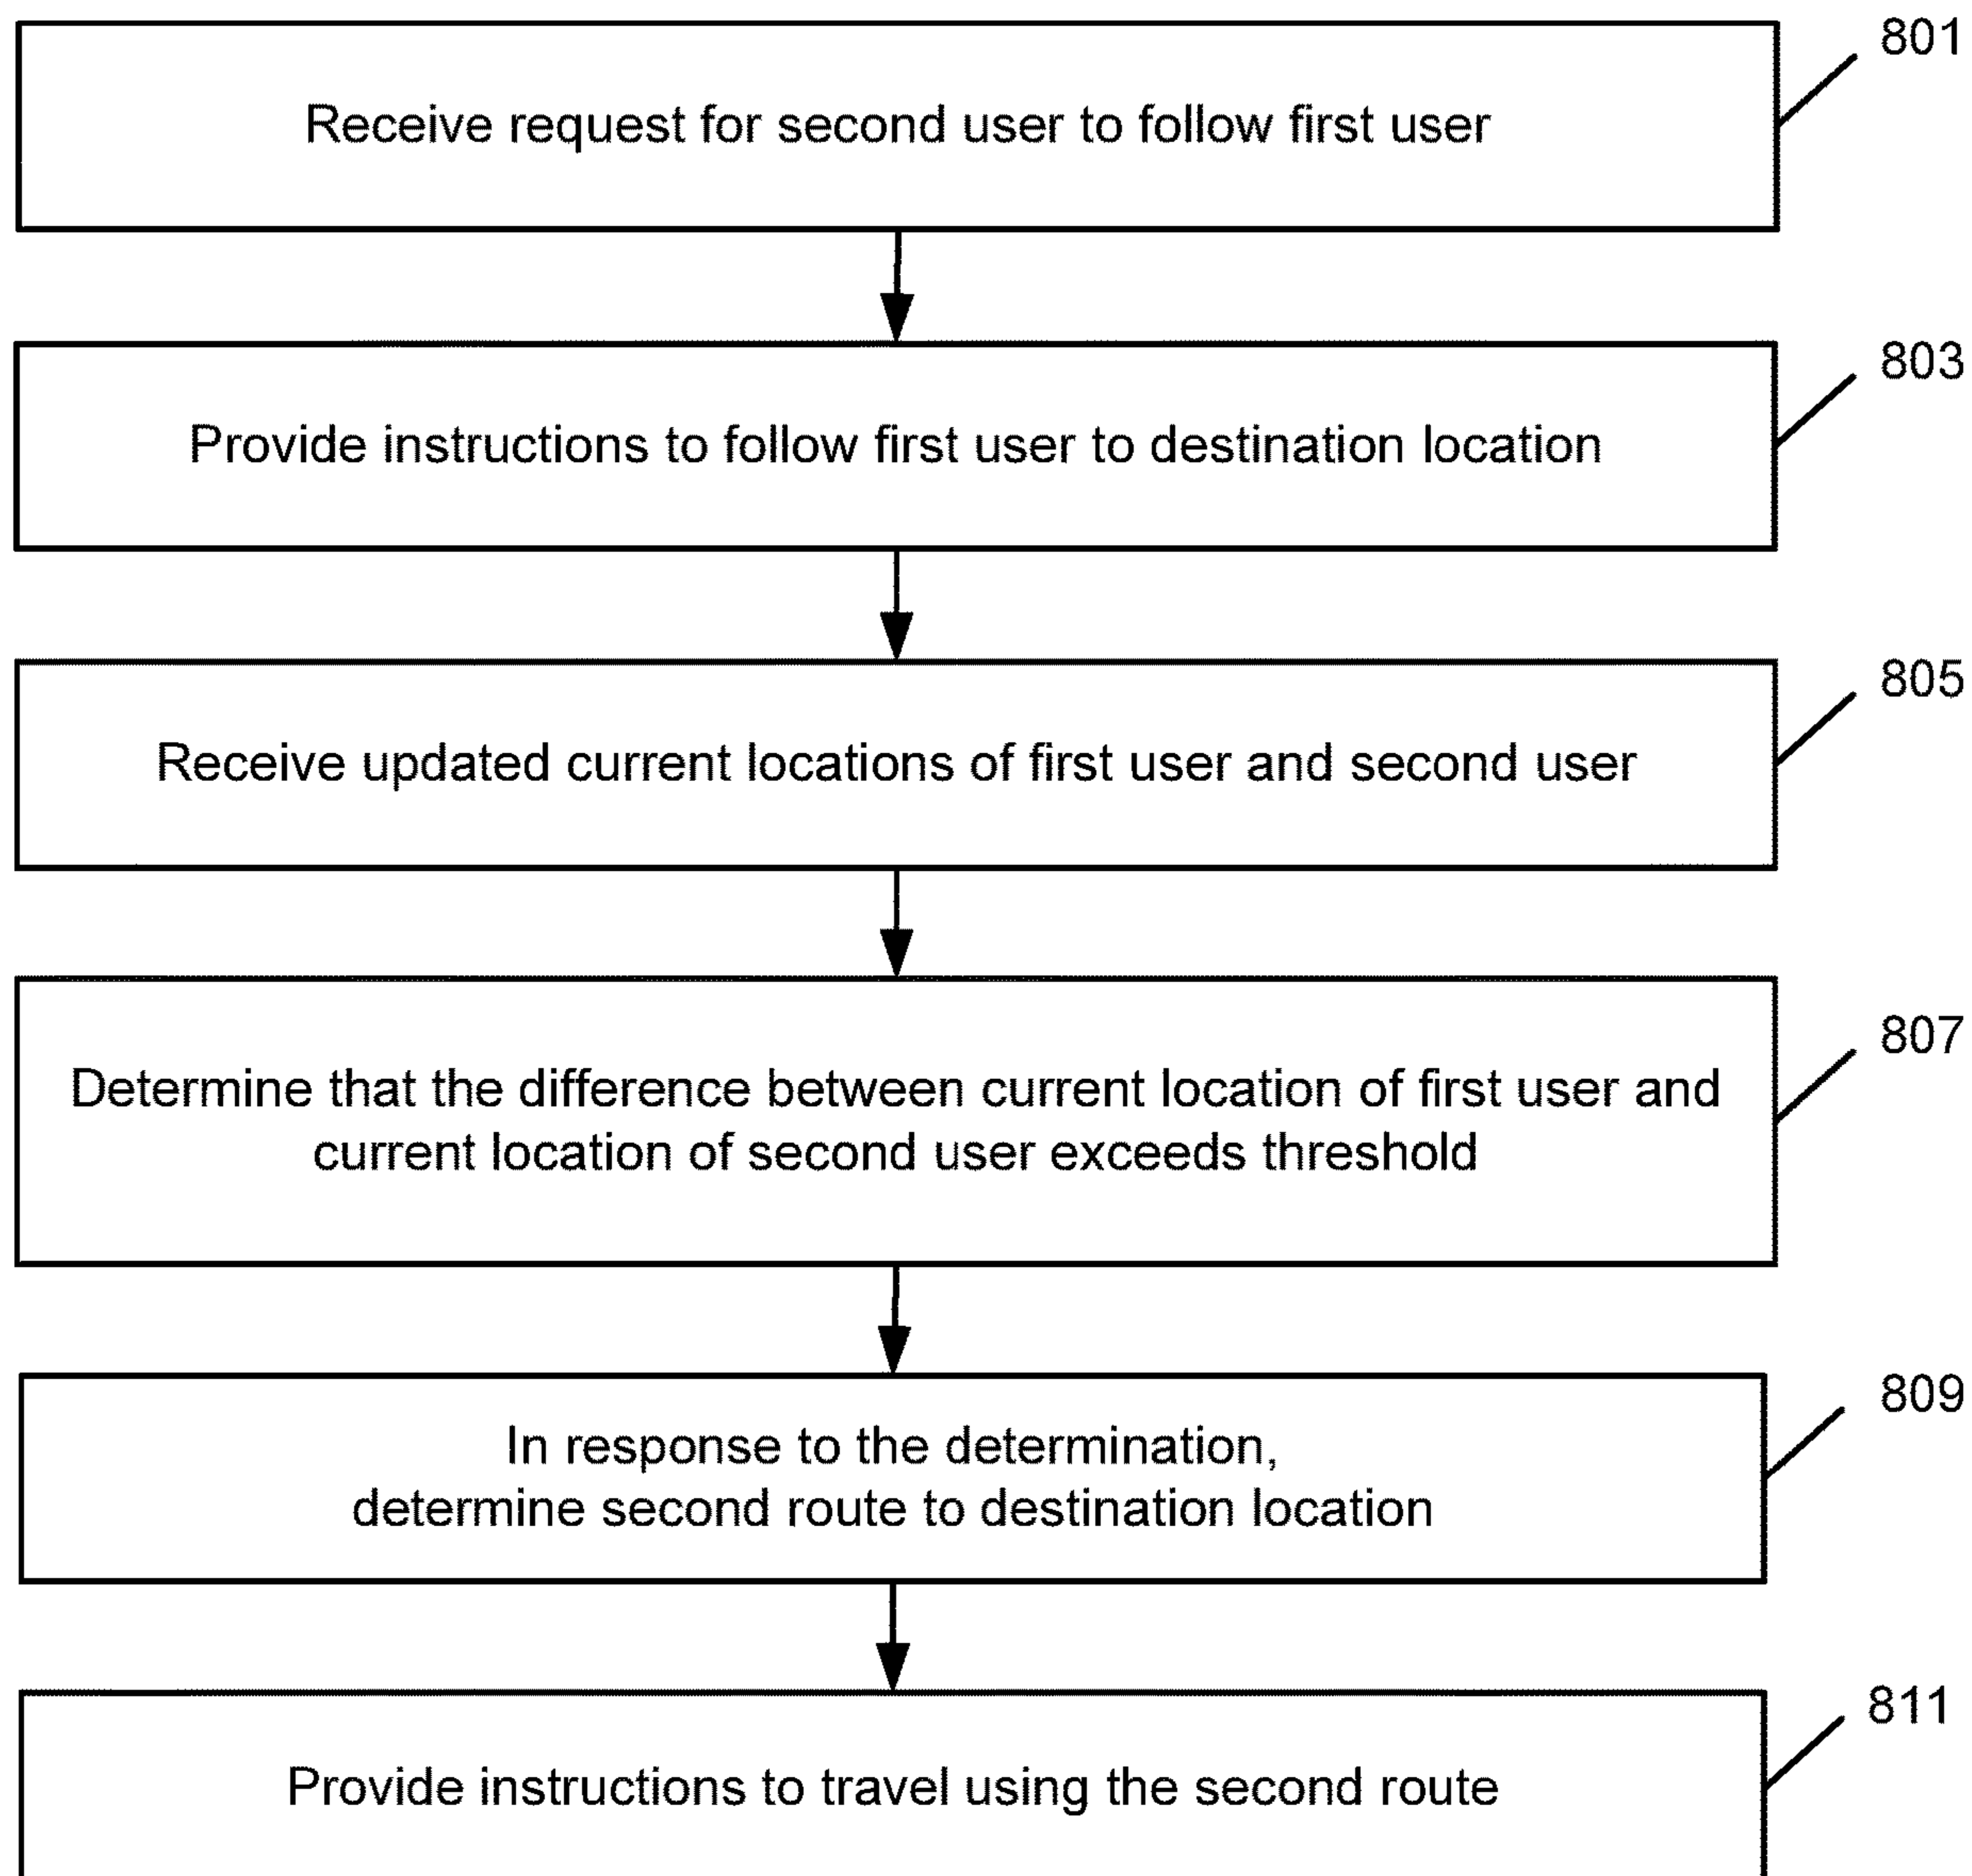 801
Receive request for second user to follow first user
803
Provide instructions to follow first user to destination location
805
Receive updated current locations of first user and second user
807
Determine that the difference between current location of first user and
current location of second user exceeds threshold
809
In response to the determination,
determine second route to destination location
811
Provide instructions to travel using the second route